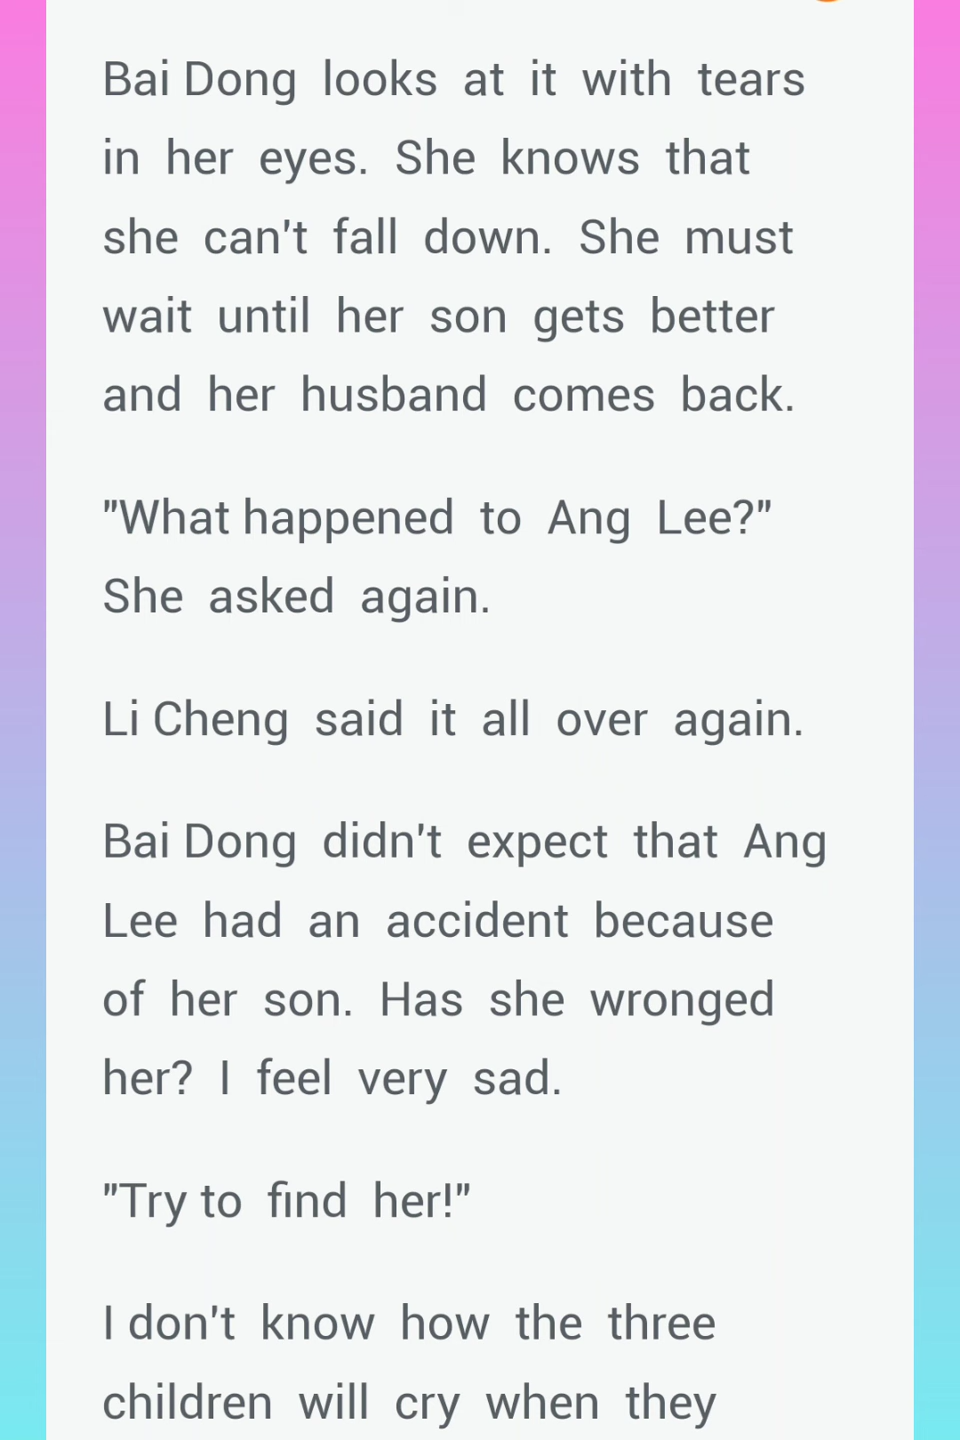 Bai Dong looks at it with tears
in her eyes. She knows that
she can't fall down. She must
wait until her son gets better
and her husband comes back.
"What happened to Ang Lee?"
She asked again.
Li Cheng said it all over again.
Bai Dong didn't expect that Ang
Lee had an accident because
of her son. Has she wronged
her? I feel very sad.
"Try to find her!"
I don't know how the three
children will cry when they